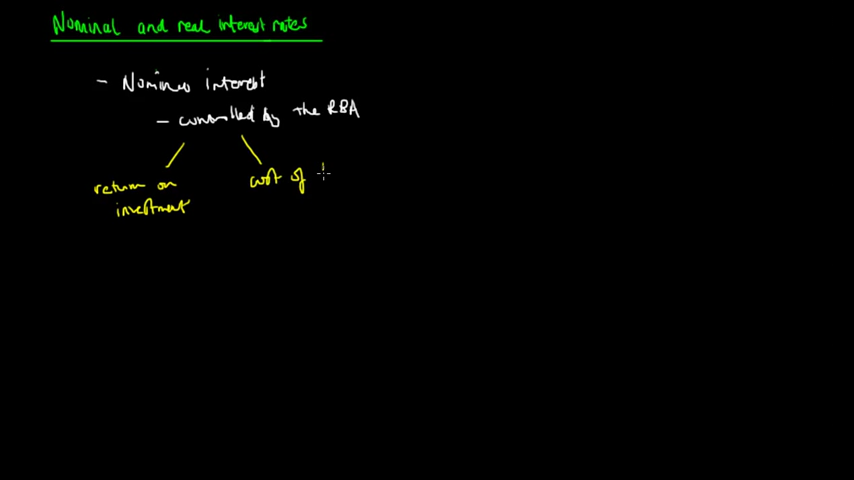 Nominal and real interest rates
- Nominal interest
- controlled by the RBA
return on
investment
cost of